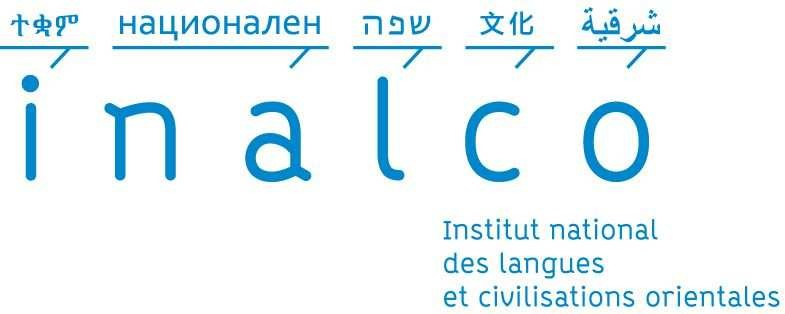 ተቋም национален שפה 文化 شرقية
inalco
Institut national
des langues
et civilisations orientales